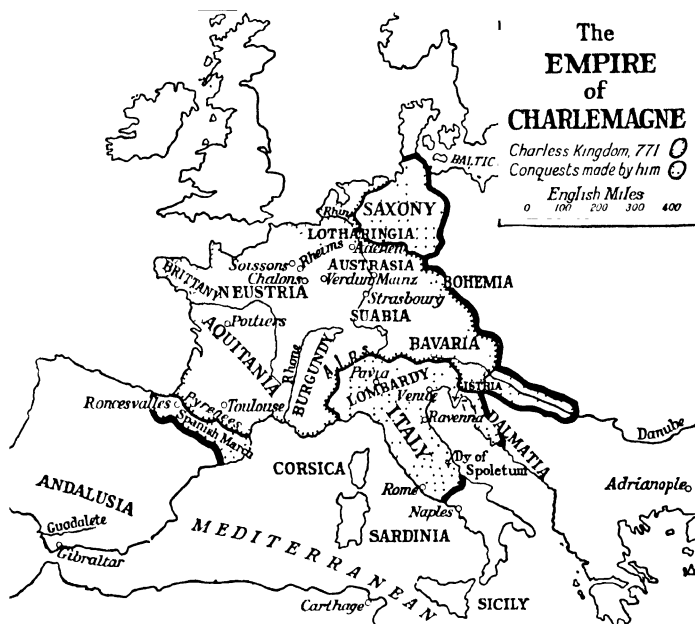 The
EMPIRE
of
CHARLEMAGNE
Charless Kingdom, 771
Conquests made by him
English Miles
0 100 200 300 400
BALTIC
Rhine
SAXONY
LOTHARINGIA
Aachen
Soissons
Rheims
AUSTRASIA
BRITTANY
Chalons
Verdun
Mainz
BOHEMIA
NEUSTRIA
Strasbourg
SUABIA
Poitiers
BAVARIA
AQUITANIA
Rhone
BURGUNDY
Alps
Pavia
LOMBARDY
Venice
ISTRIA
Roncesvalles
Pyrenees
Toulouse
Spanish March
ITALY
Ravenna
DALMATIA
Danube
CORSICA
Dy of
Spoletum
ANDALUSIA
Rome
Adrianople
Guadalete
Naples
MEDITERRANEAN
SARDINIA
Gibraltar
Carthage
SICILY